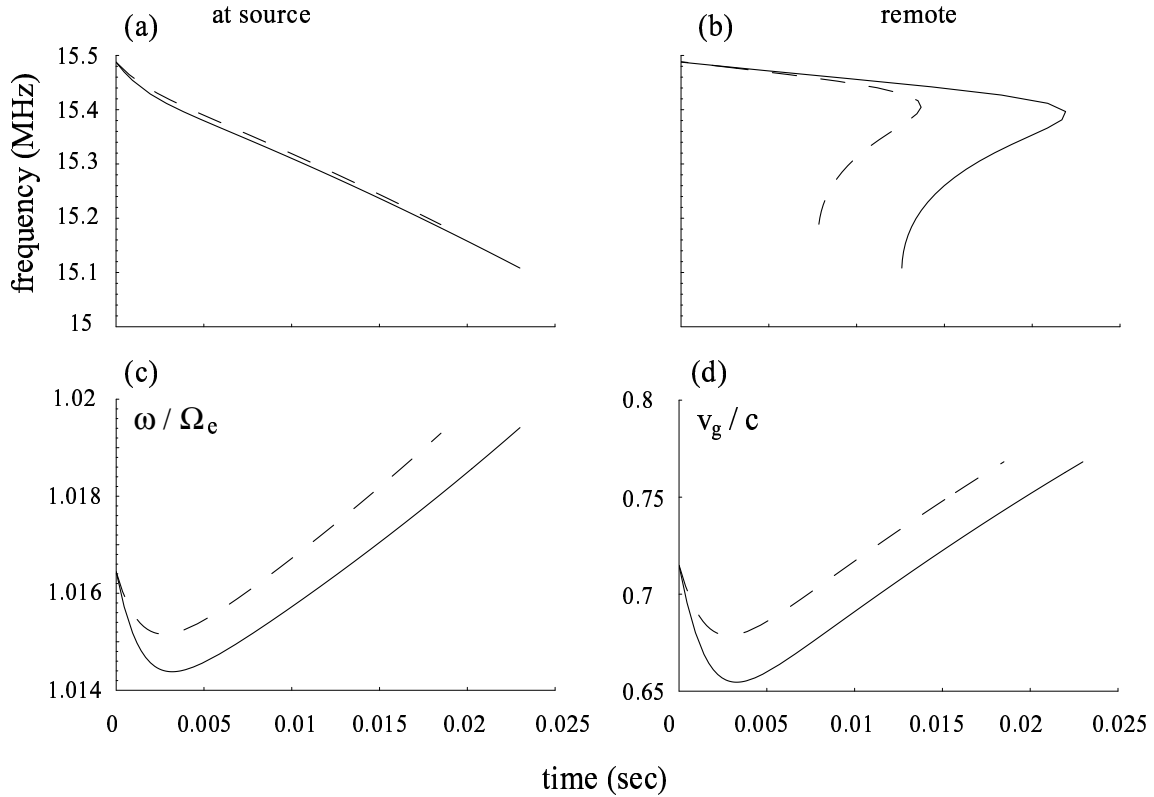 at source
remote
(a)
(b)
15.5
15.4
15.3
15.2
15.1
15
frequency (MHz)
(c)
(d)
1.02
1.018
1.016
1.014
ω / Ωe
0.8
0.75
0.7
0.65
vg / c
0 0.005 0.01 0.015 0.02 0.025
0 0.005 0.01 0.015 0.02 0.025
time (sec)